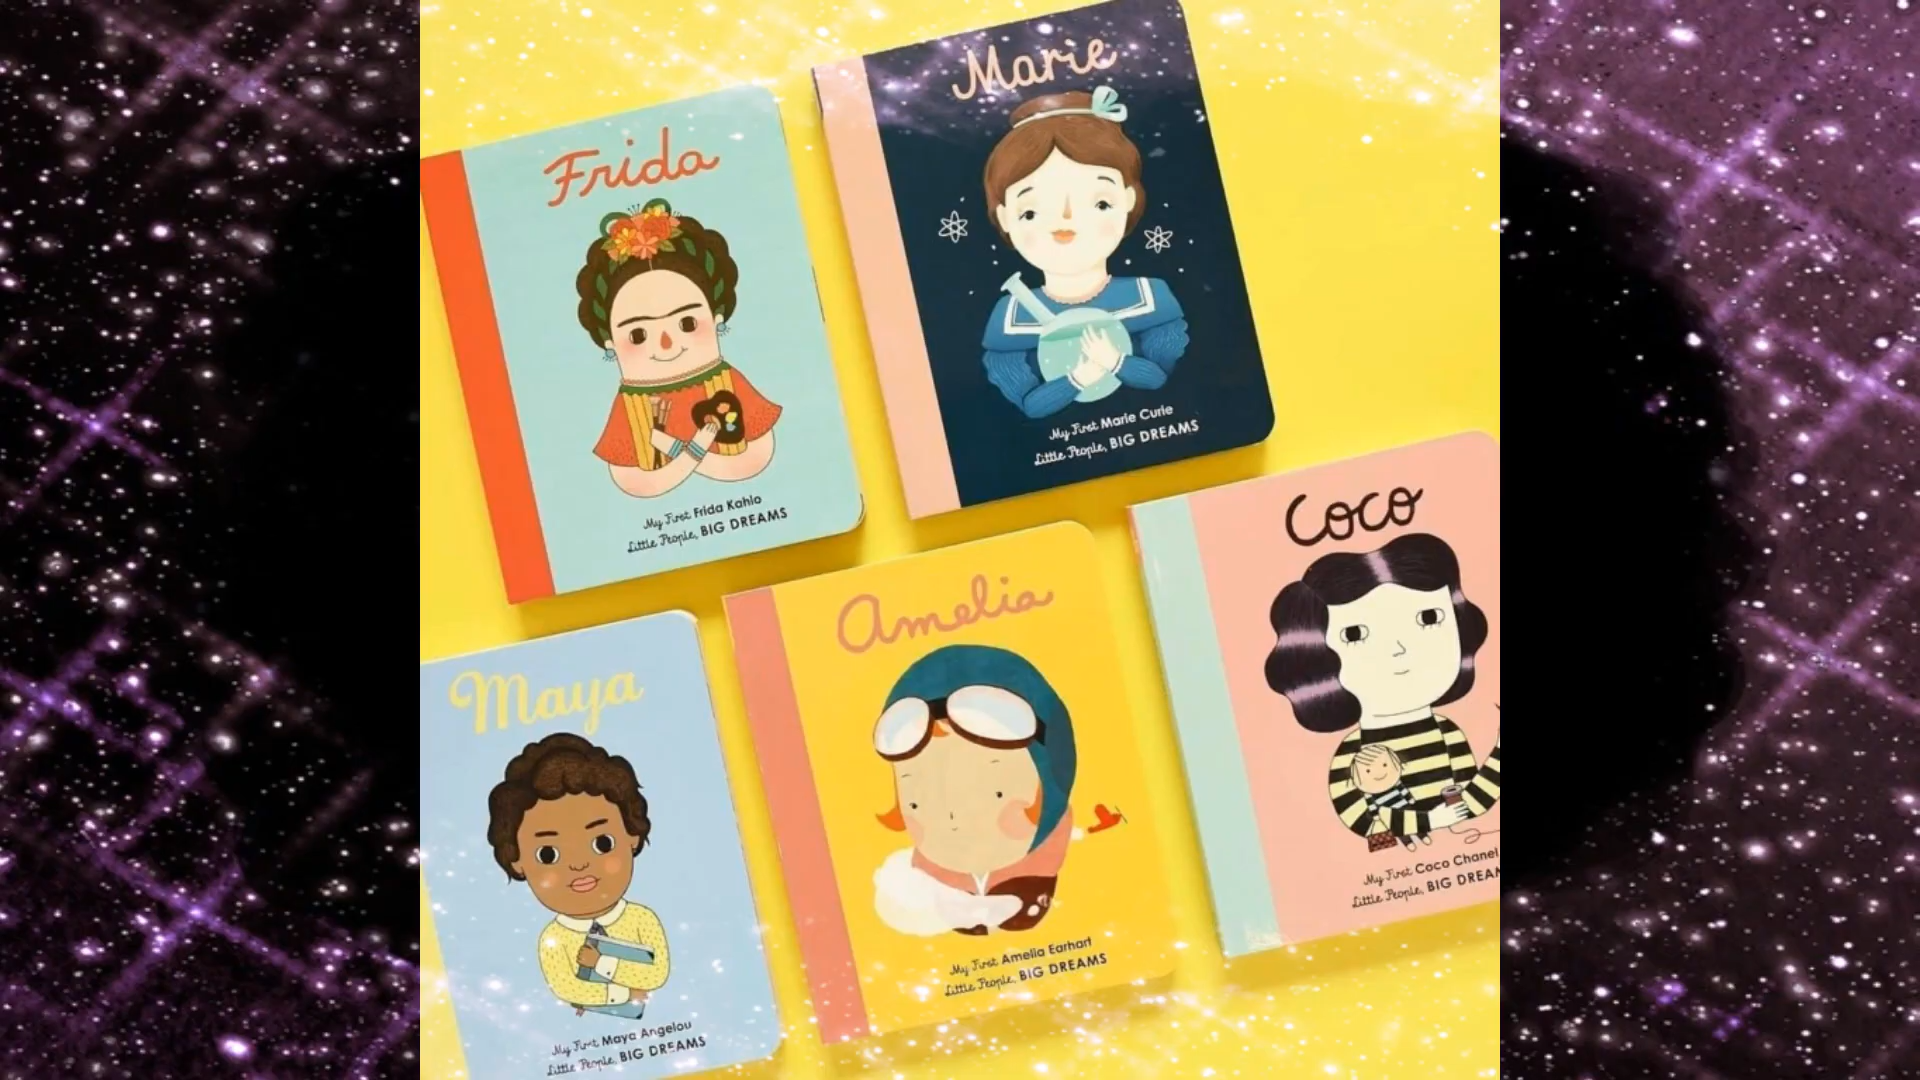 Frida
My First Frida Kahlo
Little People, BIG DREAMS
Marie
My First Marie Curie
Little People, BIG DREAMS
Maya
My First Maya Angelou
Little People, BIG DREAMS
Amelia
My First Amelia Earhart
Little People, BIG DREAMS
Coco
My First Coco Chanel
Little People, BIG DREAM